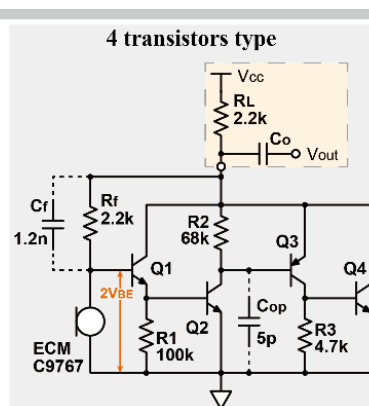 4 transistors type
Vcc
RL
2.2k
Co
Vout
Cf
1.2n
Rf
2.2k
R2
68k
Q3
Q1
Q4
2VBE
Q2
Cop
5p
R1
100k
R3
4.7k
ECM
C9767